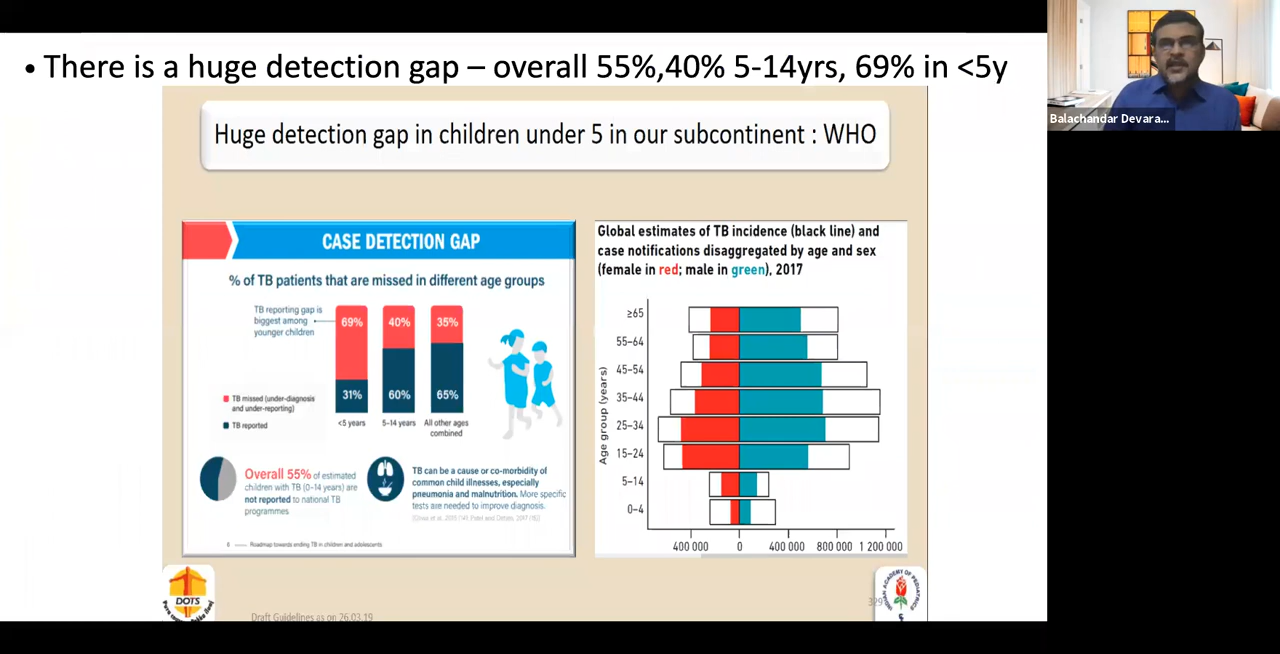 • There is a huge detection gap – overall 55%,40% 5-14yrs, 69% in <5y
Balachandar Devara...
Huge detection gap in children under 5 in our subcontinent : WHO
CASE DETECTION GAP
% of TB patients that are missed in different age groups
TB reporting gap is
biggest among
younger children
69%
40%
35%
31%
60%
65%
TB missed (under-diagnosis
and under-reporting)
TB reported
<5 years
5–14 years
All other ages
combined
Overall 55% of estimated
children with TB (0-14 years) are
not reported to national TB
programmes
TB can be a cause or co-morbidity of
common child illnesses, especially
pneumonia and malnutrition. More specific
tests are needed to improve diagnosis.
6 — Roadmap towards ending TB in children and adolescents
Global estimates of TB incidence (black line) and
case notifications disaggregated by age and sex
(female in red; male in green), 2017
Age group (years)
≥65
55–64
45–54
35–44
25–34
15–24
5–14
0–4
400 000
0
400 000
800 000
1 200 000
DOTS
Draft Guidelines as on 26.03.19
329
INDIAN ACADEMY OF PEDIATRICS